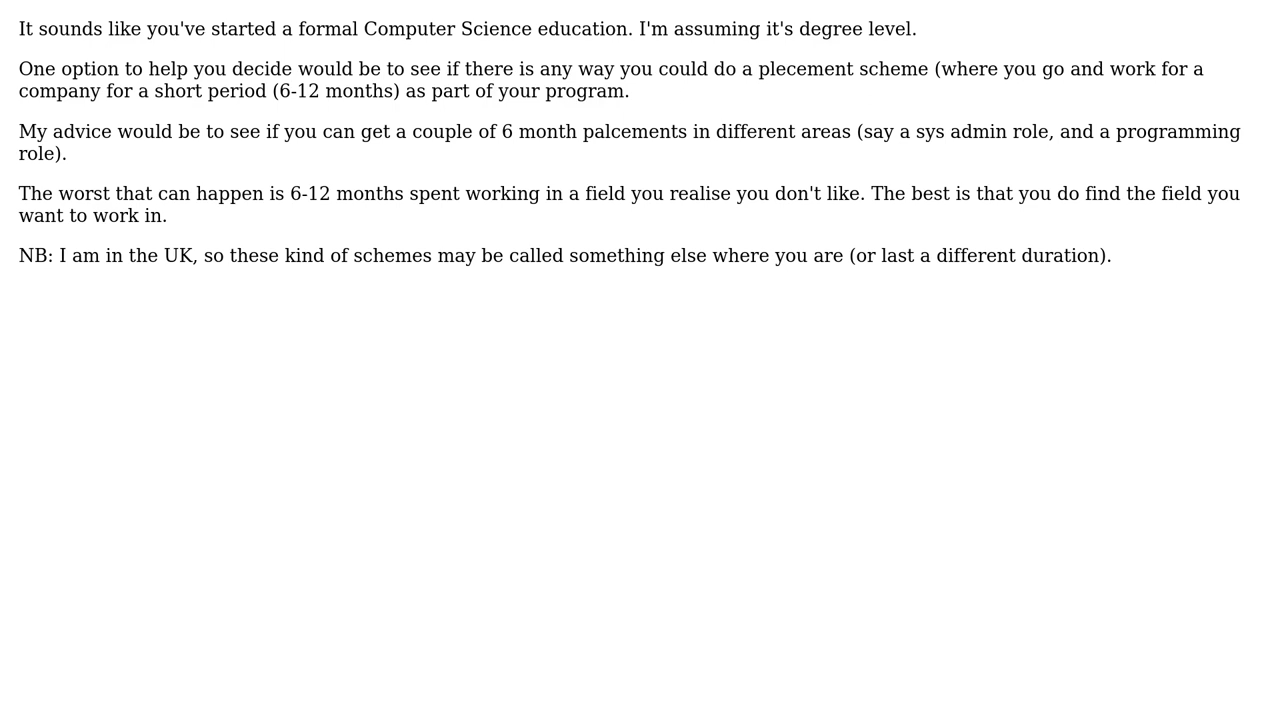 It sounds like you've started a formal Computer Science education. I'm assuming it's degree level.
One option to help you decide would be to see if there is any way you could do a plecement scheme (where you go and work for a
company for a short period (6-12 months) as part of your program.
My advice would be to see if you can get a couple of 6 month palcements in different areas (say a sys admin role, and a programming
role).
The worst that can happen is 6-12 months spent working in a field you realise you don't like. The best is that you do find the field you
want to work in.
NB: I am in the UK, so these kind of schemes may be called something else where you are (or last a different duration).